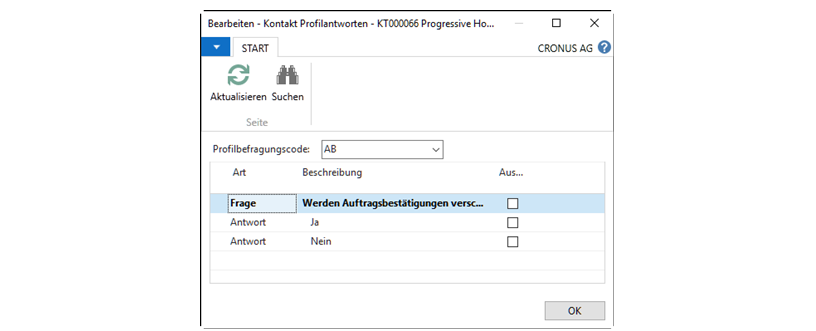 Bearbeiten - Kontakt Profilantworten - KT000066 Progressive Ho...
START
CRONUS AG
Aktualisieren Suchen
Seite
Profilbefragungscode: AB
Art Beschreibung Aus...
Frage Werden Auftragsbestätigungen versc...
Antwort Ja
Antwort Nein
OK